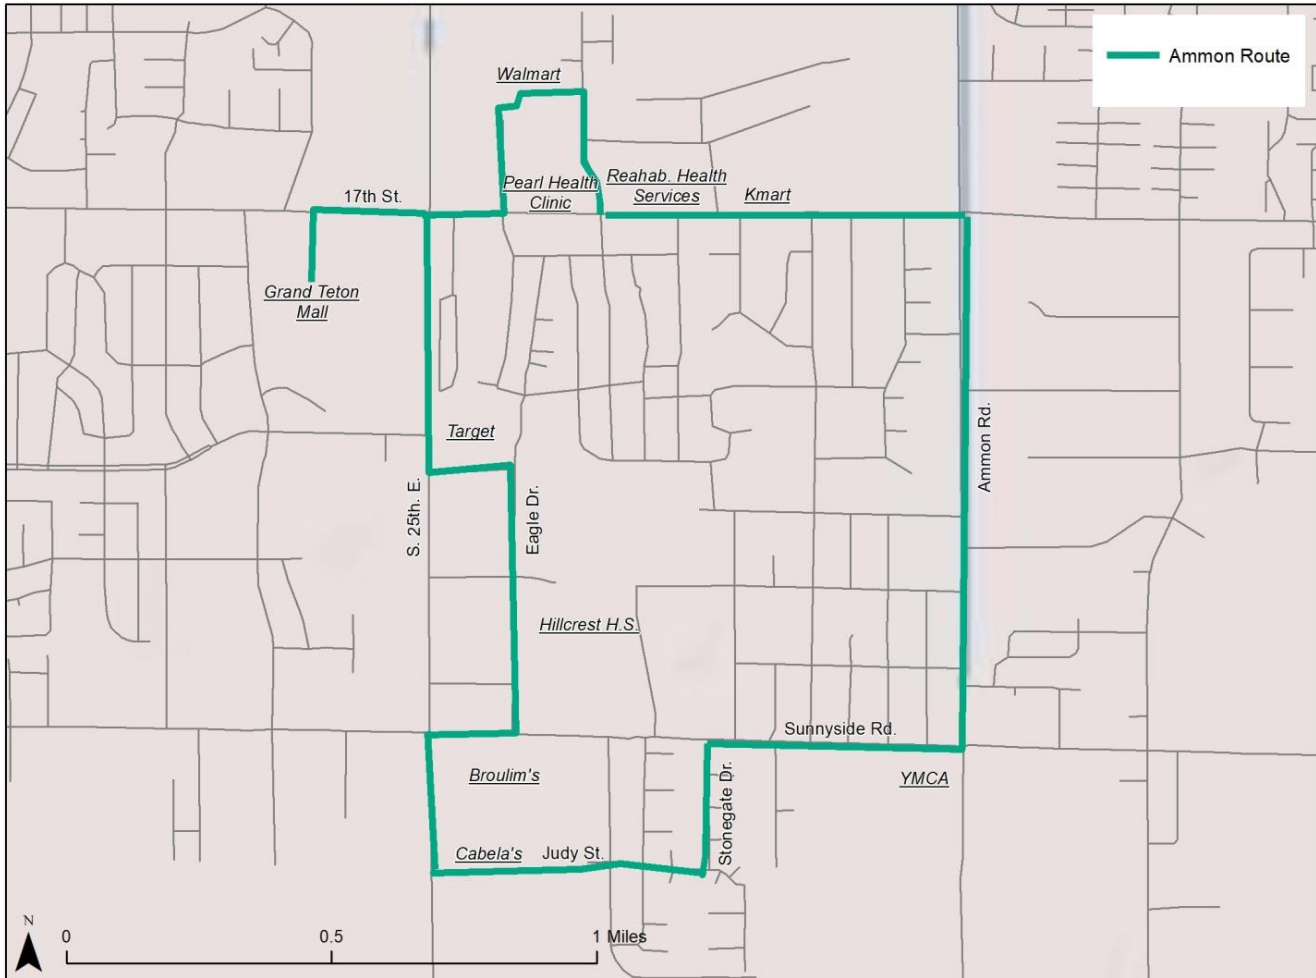 Ammon Route
Walmart
Pearl Health
Clinic
Reahab. Health
Services
Kmart
17th St.
Grand Teton
Mall
Target
S. 25th. E.
Eagle Dr.
Ammon Rd.
Hillcrest H.S.
Sunnyside Rd.
Broulim's
YMCA
Stonegate Dr.
Cabela's
Judy St.
N
0
0.5
1 Miles